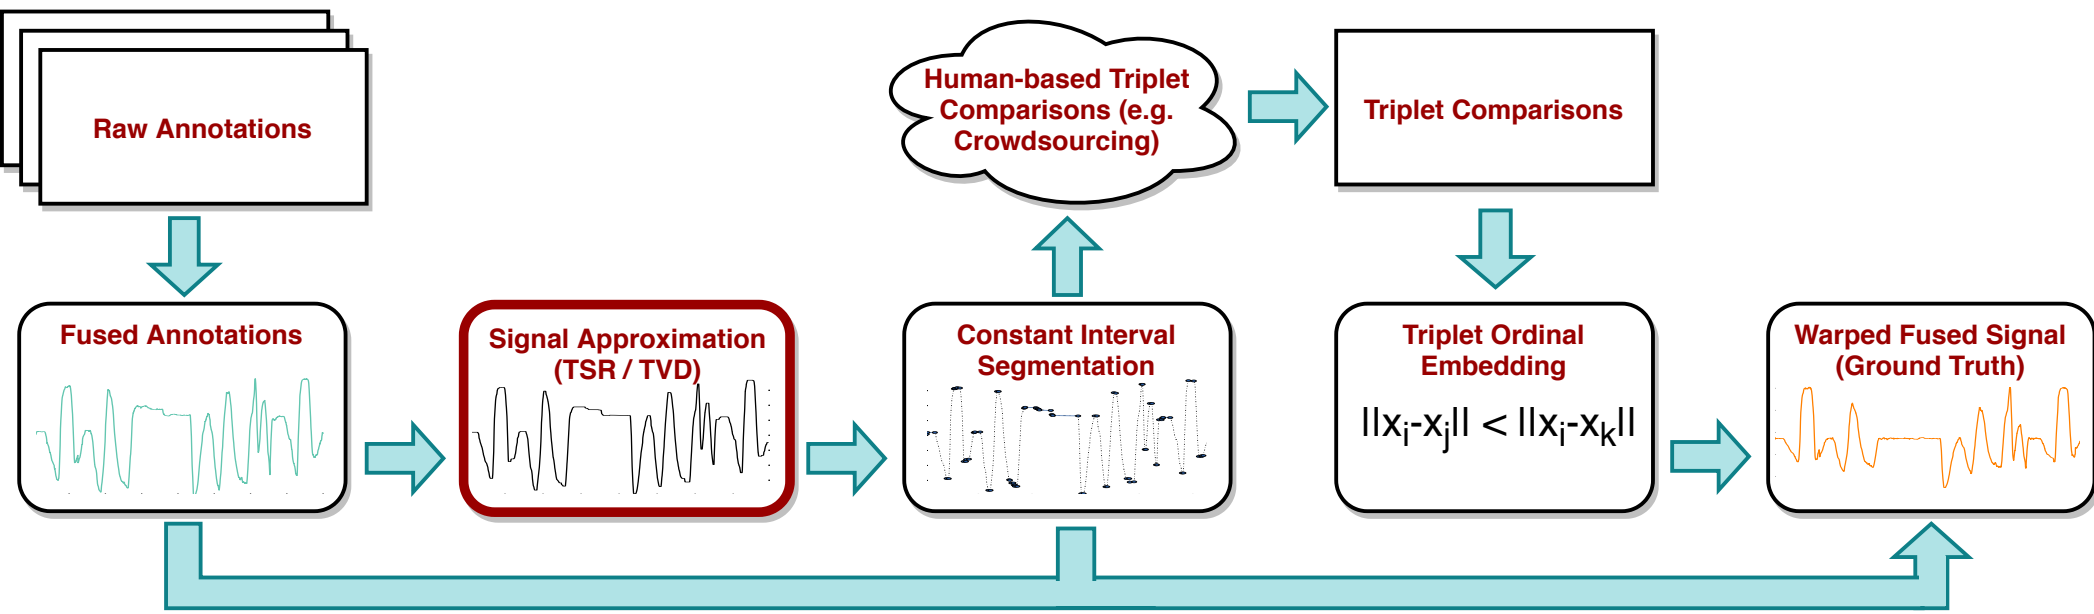 Raw Annotations
Human-based Triplet
Comparisons (e.g.
Crowdsourcing)
Triplet Comparisons
Fused Annotations
Signal Approximation
(TSR / TVD)
Constant Interval
Segmentation
Triplet Ordinal
Embedding
||xi-xj|| < ||xi-xk||
Warped Fused Signal
(Ground Truth)